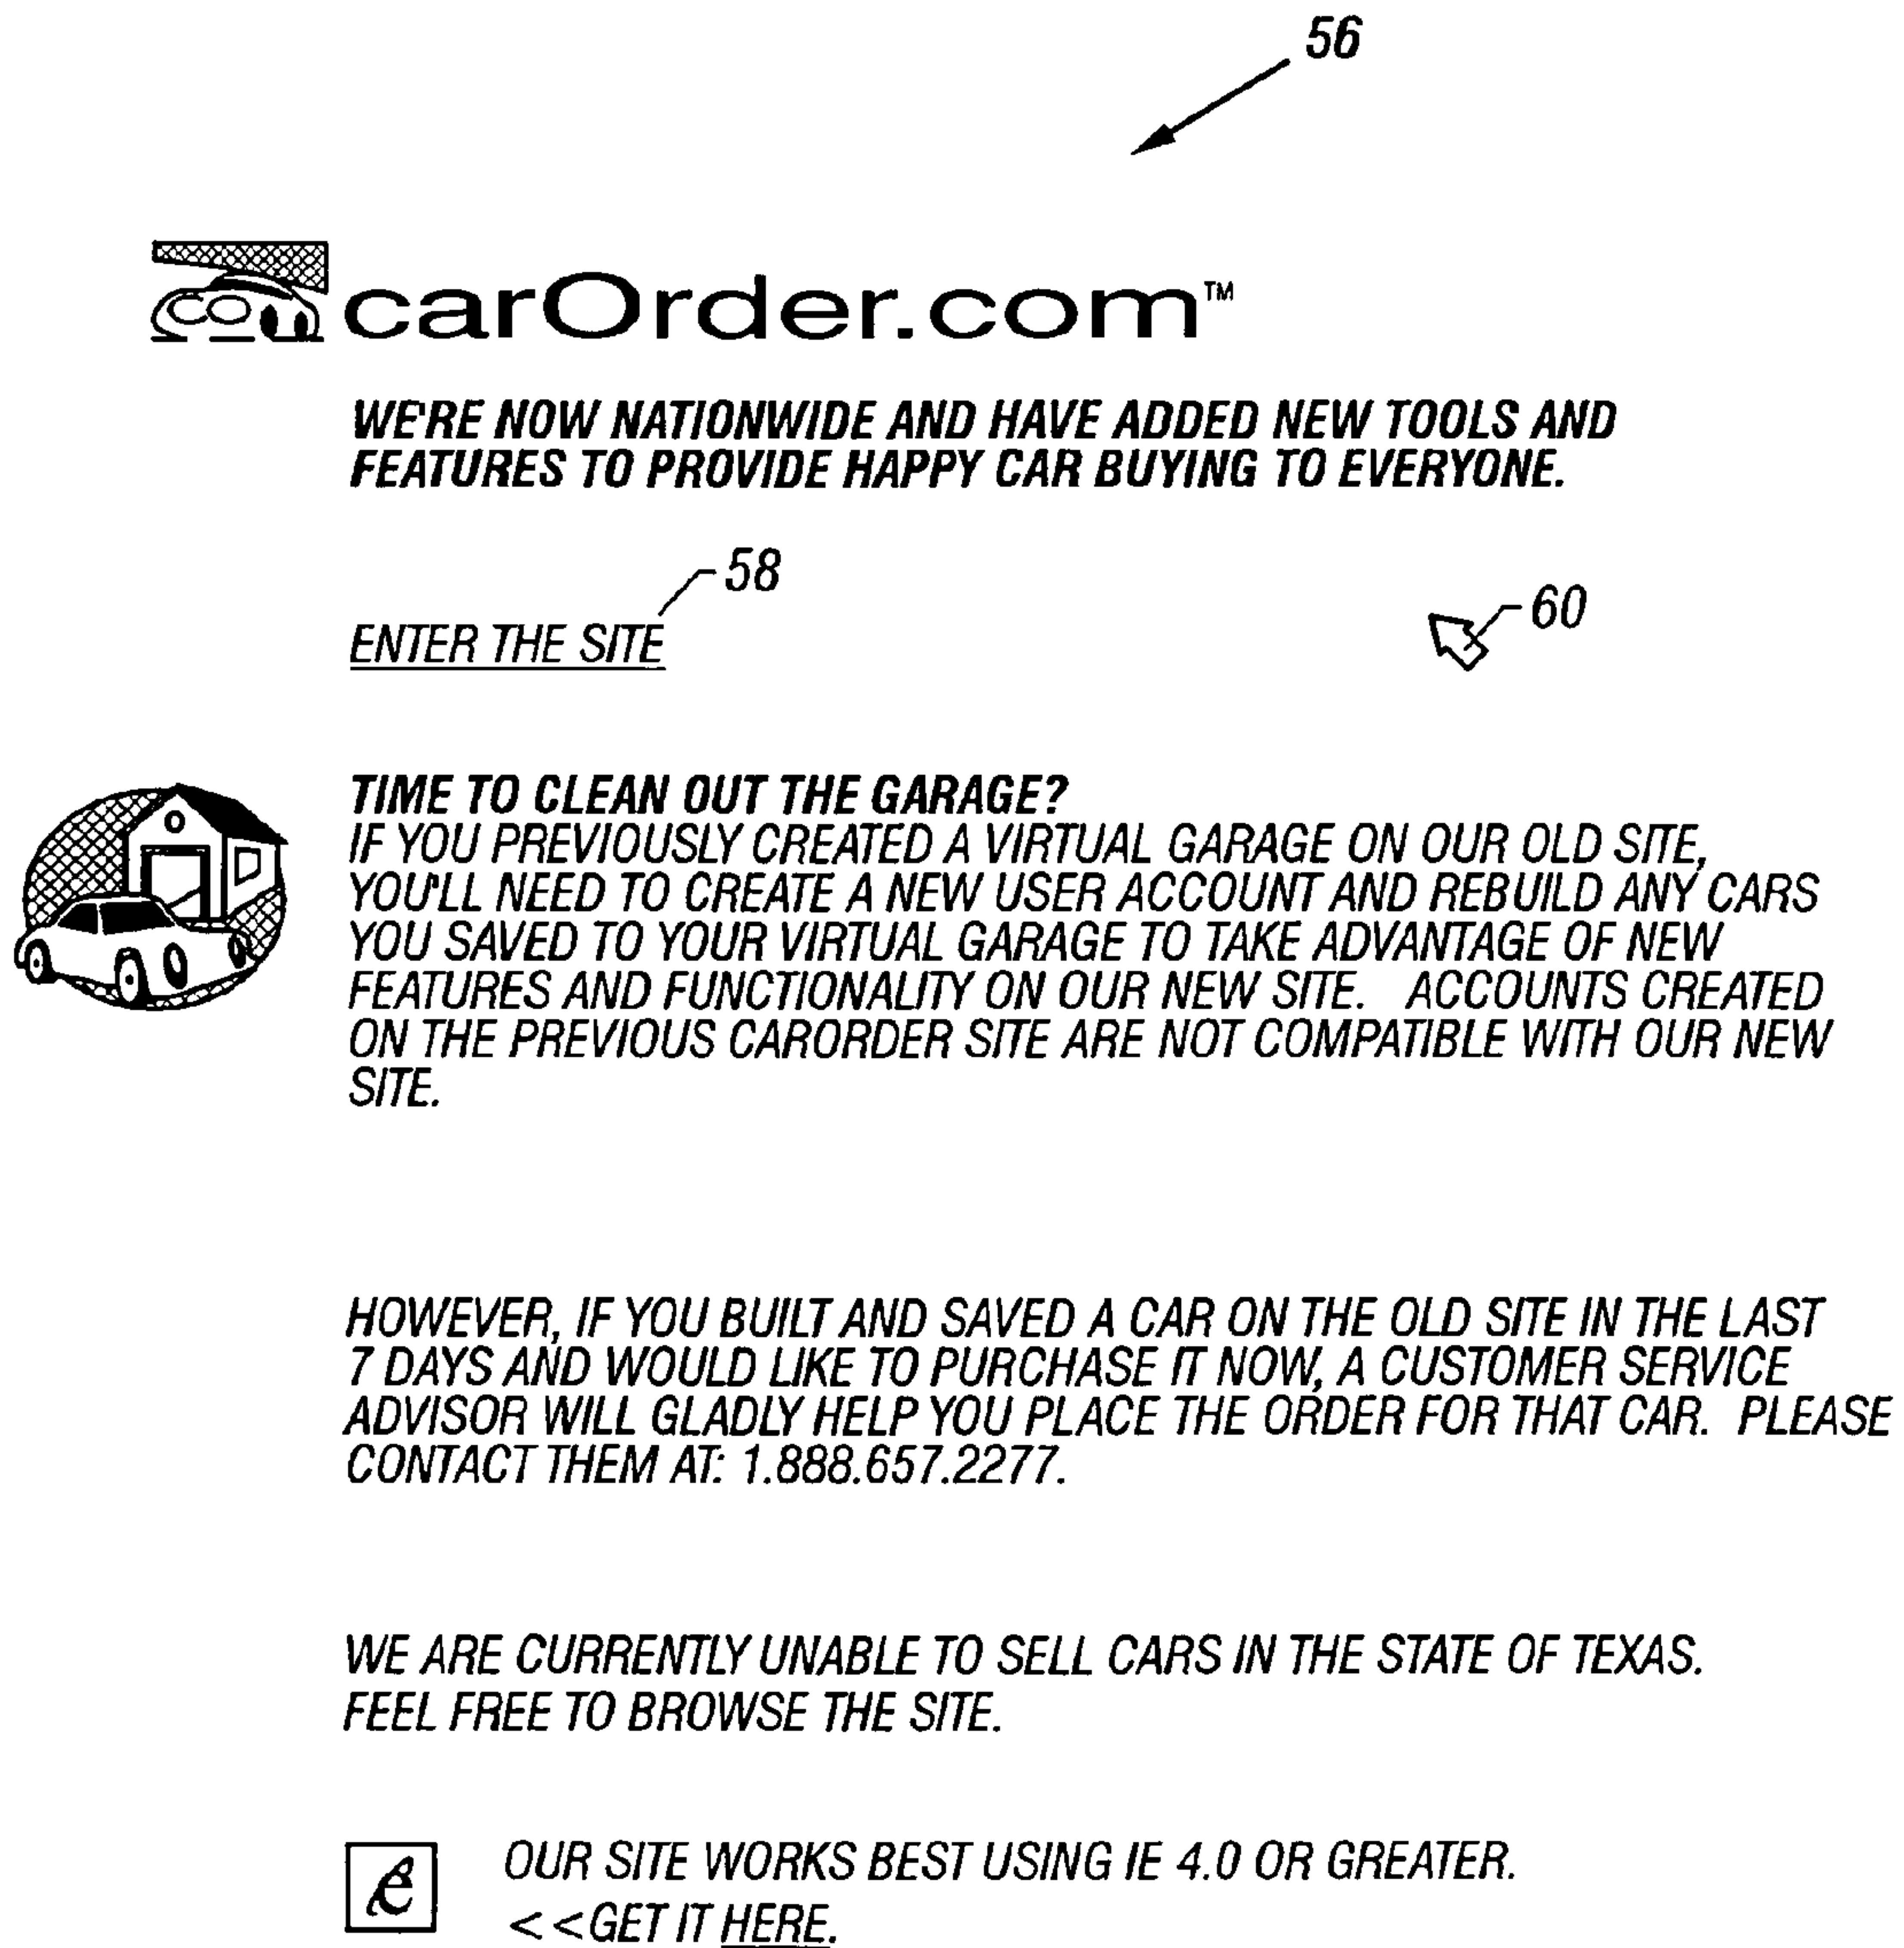 56
carOrder.com™
WE'RE NOW NATIONWIDE AND HAVE ADDED NEW TOOLS AND
FEATURES TO PROVIDE HAPPY CAR BUYING TO EVERYONE.
58
ENTER THE SITE
60
TIME TO CLEAN OUT THE GARAGE?
IF YOU PREVIOUSLY CREATED A VIRTUAL GARAGE ON OUR OLD SITE,
YOU'LL NEED TO CREATE A NEW USER ACCOUNT AND REBUILD ANY CARS
YOU SAVED TO YOUR VIRTUAL GARAGE TO TAKE ADVANTAGE OF NEW
FEATURES AND FUNCTIONALITY ON OUR NEW SITE. ACCOUNTS CREATED
ON THE PREVIOUS CARORDER SITE ARE NOT COMPATIBLE WITH OUR NEW
SITE.
HOWEVER, IF YOU BUILT AND SAVED A CAR ON THE OLD SITE IN THE LAST
7 DAYS AND WOULD LIKE TO PURCHASE IT NOW, A CUSTOMER SERVICE
ADVISOR WILL GLADLY HELP YOU PLACE THE ORDER FOR THAT CAR. PLEASE
CONTACT THEM AT: 1.888.657.2277.
WE ARE CURRENTLY UNABLE TO SELL CARS IN THE STATE OF TEXAS.
FEEL FREE TO BROWSE THE SITE.
e
OUR SITE WORKS BEST USING IE 4.0 OR GREATER.
<<GET IT HERE.